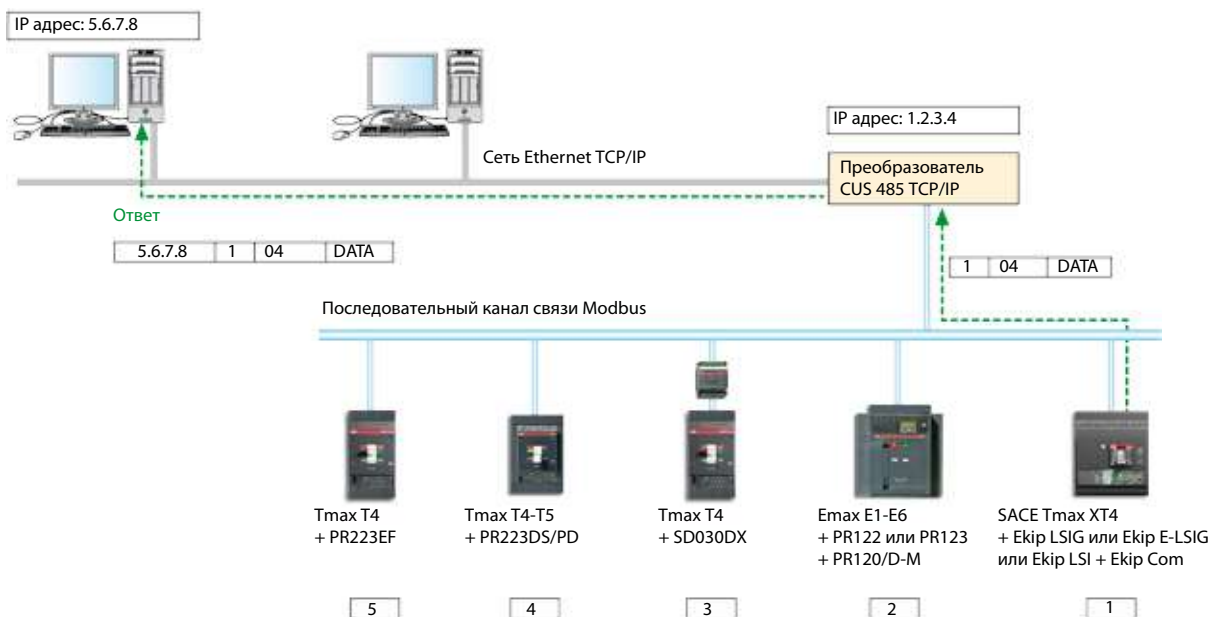 IP адрес: 5.6.7.8
IP адрес: 1.2.3.4
Сеть Ethernet TCP/IP
Преобразователь
CUS 485 TCP/IP
Ответ
5.6.7.8 1 04 DATA
1 04 DATA
Последовательный канал связи Modbus
Tmax T4
+ PR223EF
Tmax T4-T5
+ PR223DS/PD
Tmax T4
+ SD030DX
Emax E1-E6
+ PR122 или PR123
+ PR120/D-M
SACE Tmax XT4
+ Ekip LSIG или Ekip E-LSIG
или Ekip LSI + Ekip Com
5
4
3
2
1